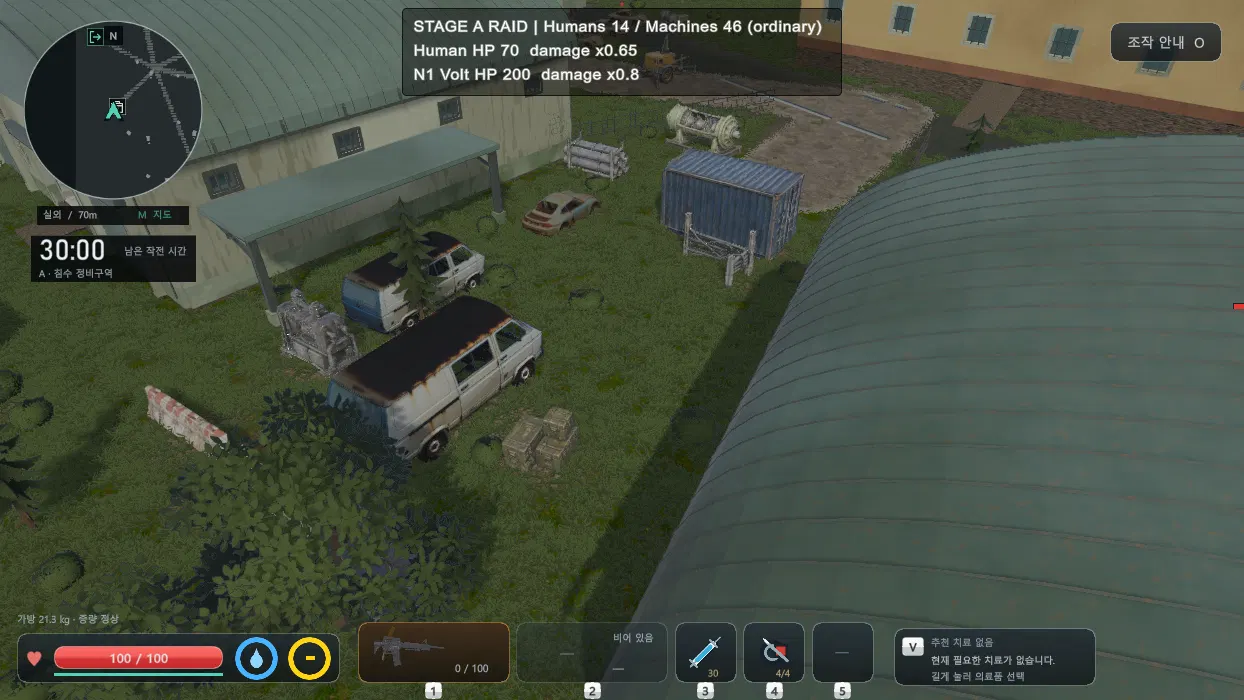 STAGE A RAID | Humans 14 / Machines 46 (ordinary)
Human HP 70 damage x0.65
N1 Volt HP 200 damage x0.8
조작 안내 O
N
실외 / 70m M 지도
30:00 남은 작전 시간
A · 침수 정비구역
가방 21.3 kg · 중량 정상
100 / 100
0 / 100
비어 있음
30
4/4
1 2 3 4 5
V 추천 치료 없음
현재 필요한 치료가 없습니다.
길게 눌러 의료품 선택